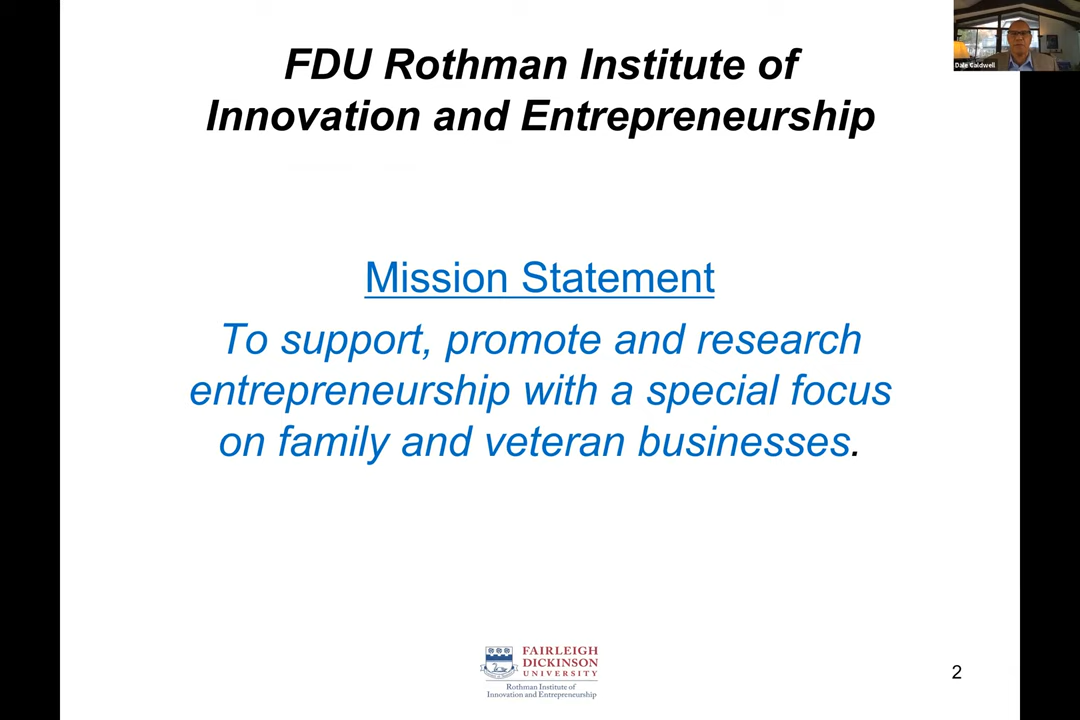 FDU Rothman Institute of
Innovation and Entrepreneurship
Dale Caldwell
Mission Statement
To support, promote and research
entrepreneurship with a special focus
on family and veteran businesses.
FAIRLEIGH
DICKINSON
UNIVERSITY
Rothman Institute of
Innovation and Entrepreneurship
2